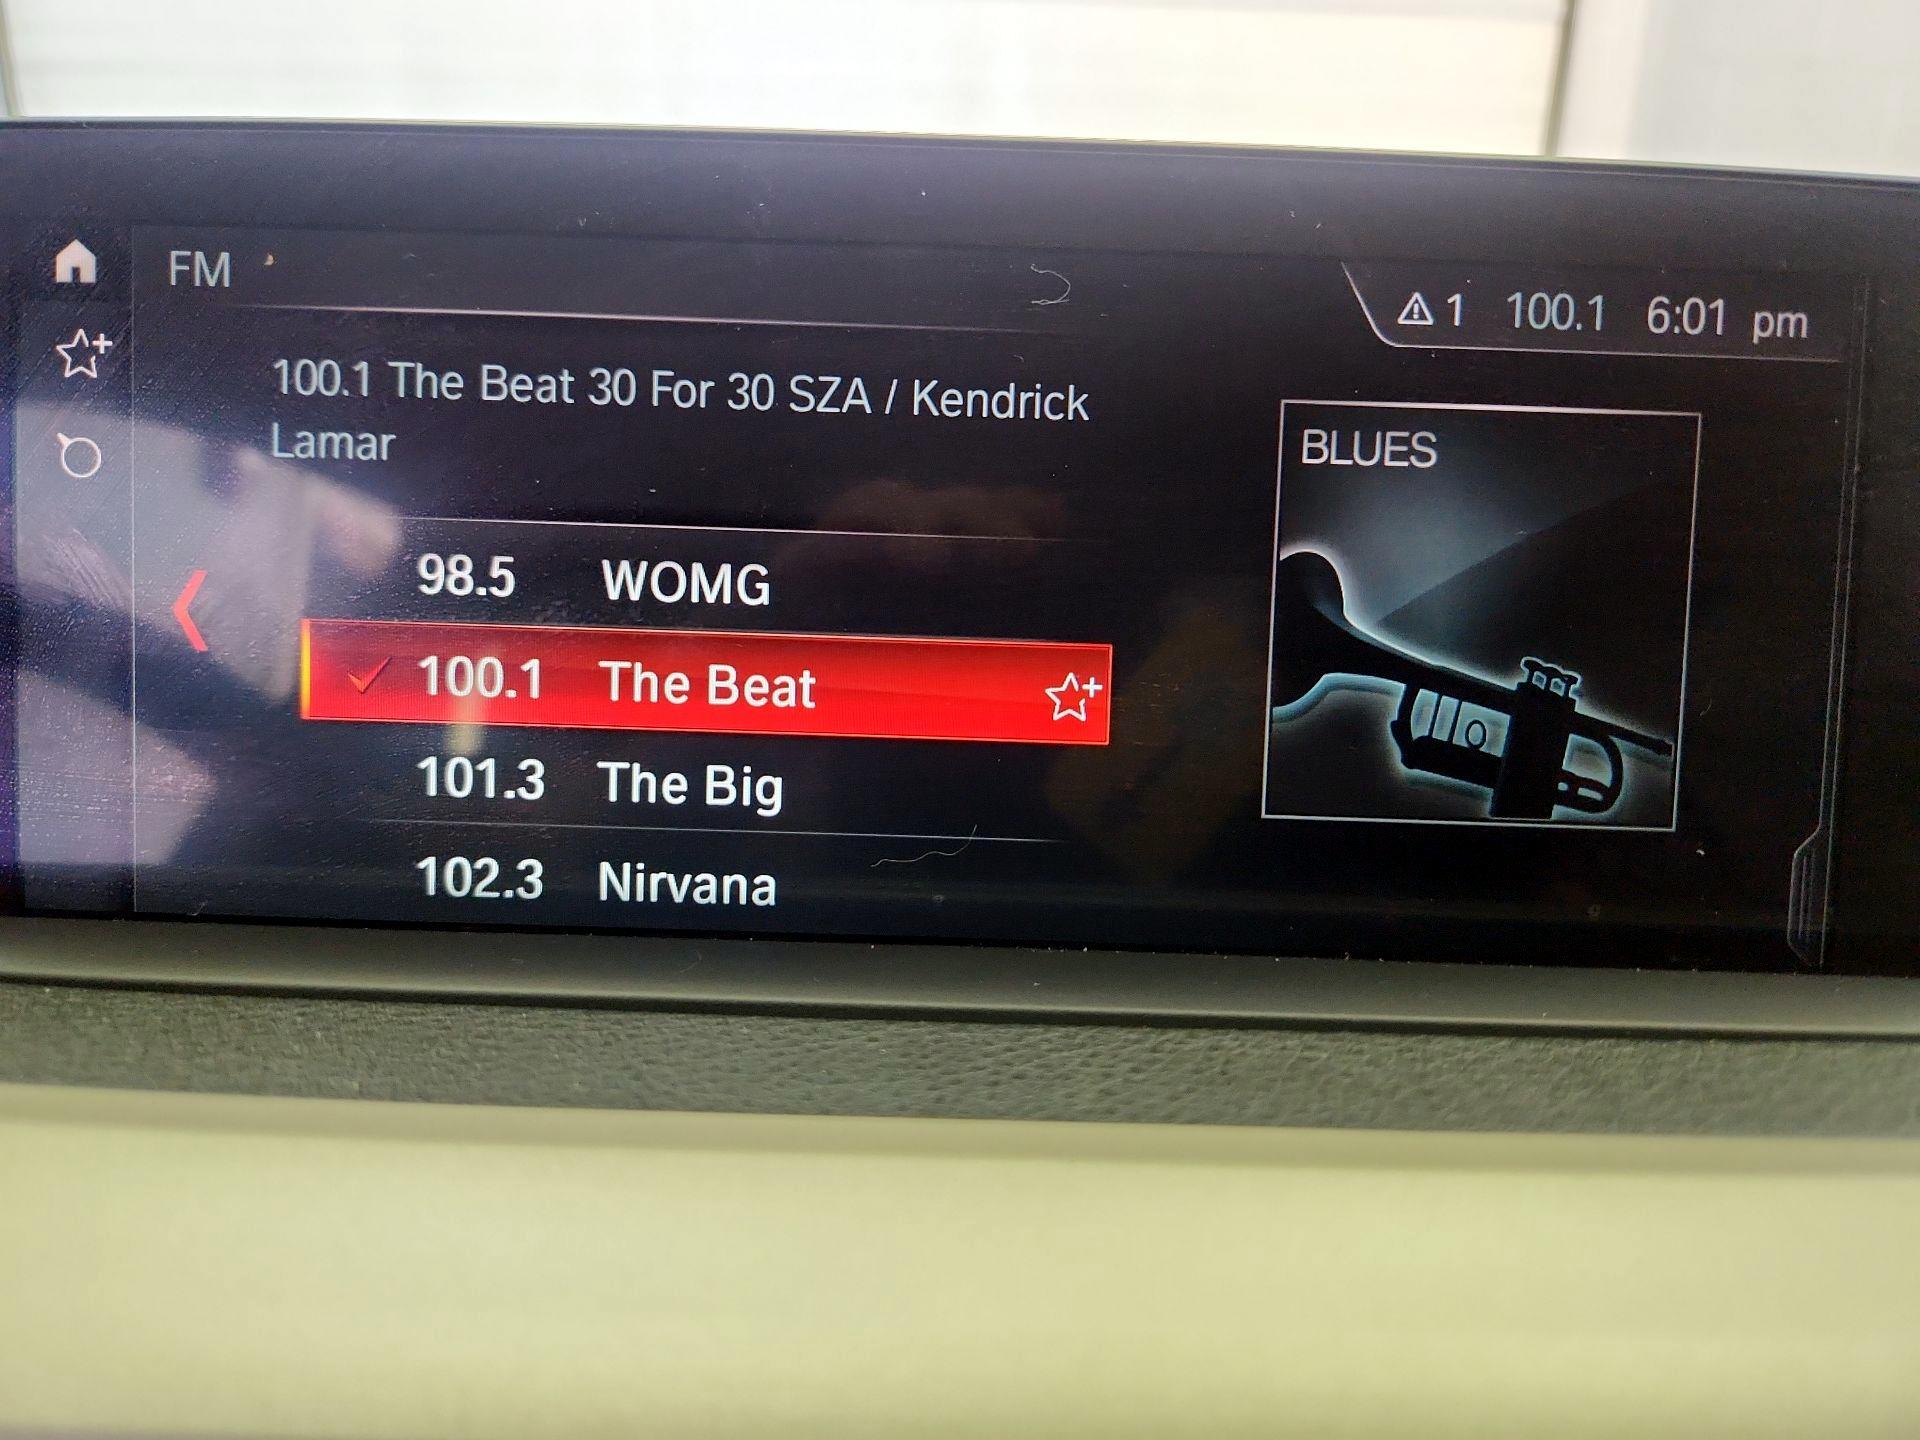 FM
1 100.1 6:01 pm
100.1 The Beat 30 For 30 SZA / Kendrick
Lamar
BLUES
98.5 WOMG
100.1 The Beat
101.3 The Big
102.3 Nirvana